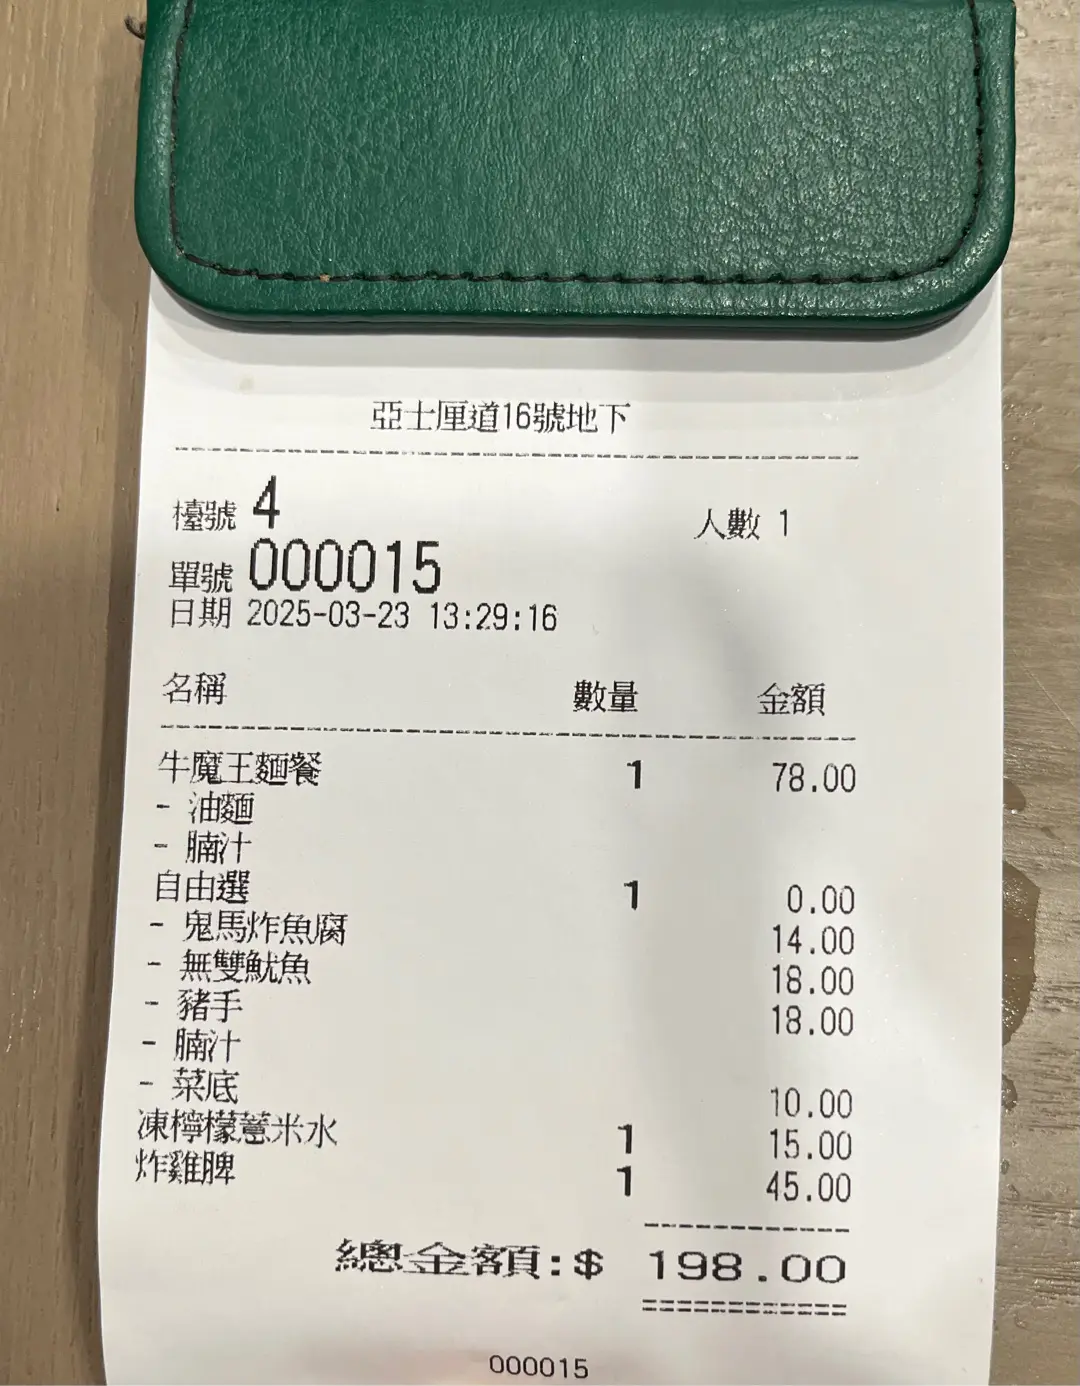 亞士厘道16號地下
檯號 4 人數 1
單號 000015
日期 2025-03-23 13:29:16
名稱 數量 金額
牛魔王麵餐 1 78.00
- 油麵
- 腩汁
自由選 1 0.00
- 鬼馬炸魚腐 14.00
- 無雙魷魚 18.00
- 豬手 18.00
- 腩汁
- 菜底 10.00
凍檸檬薏米水 1 15.00
炸雞脾 1 45.00
總金額:$ 198.00
000015